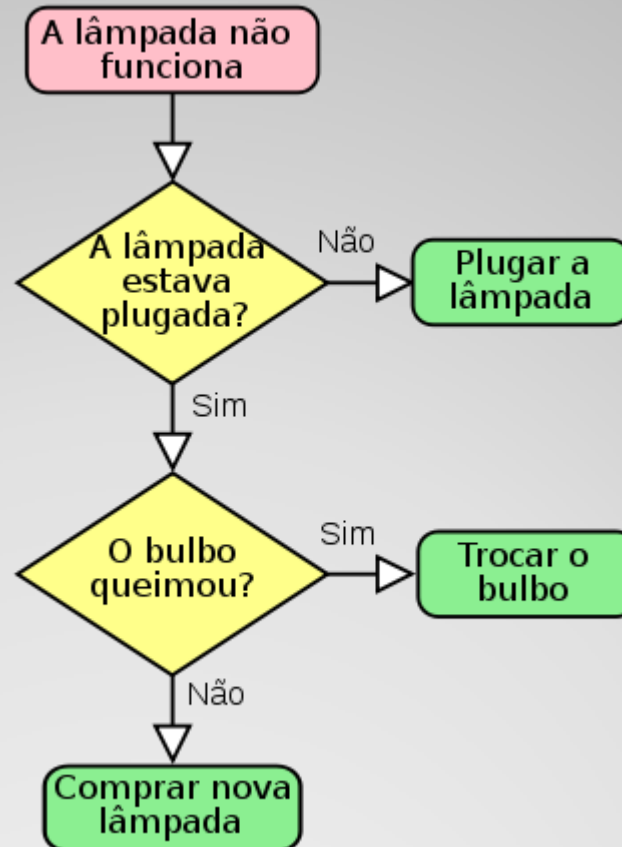 A lâmpada não
funciona
A lâmpada
estava
plugada?
Não
Plugar a
lâmpada
Sim
O bulbo
queimou?
Sim
Trocar o
bulbo
Não
Comprar nova
lâmpada